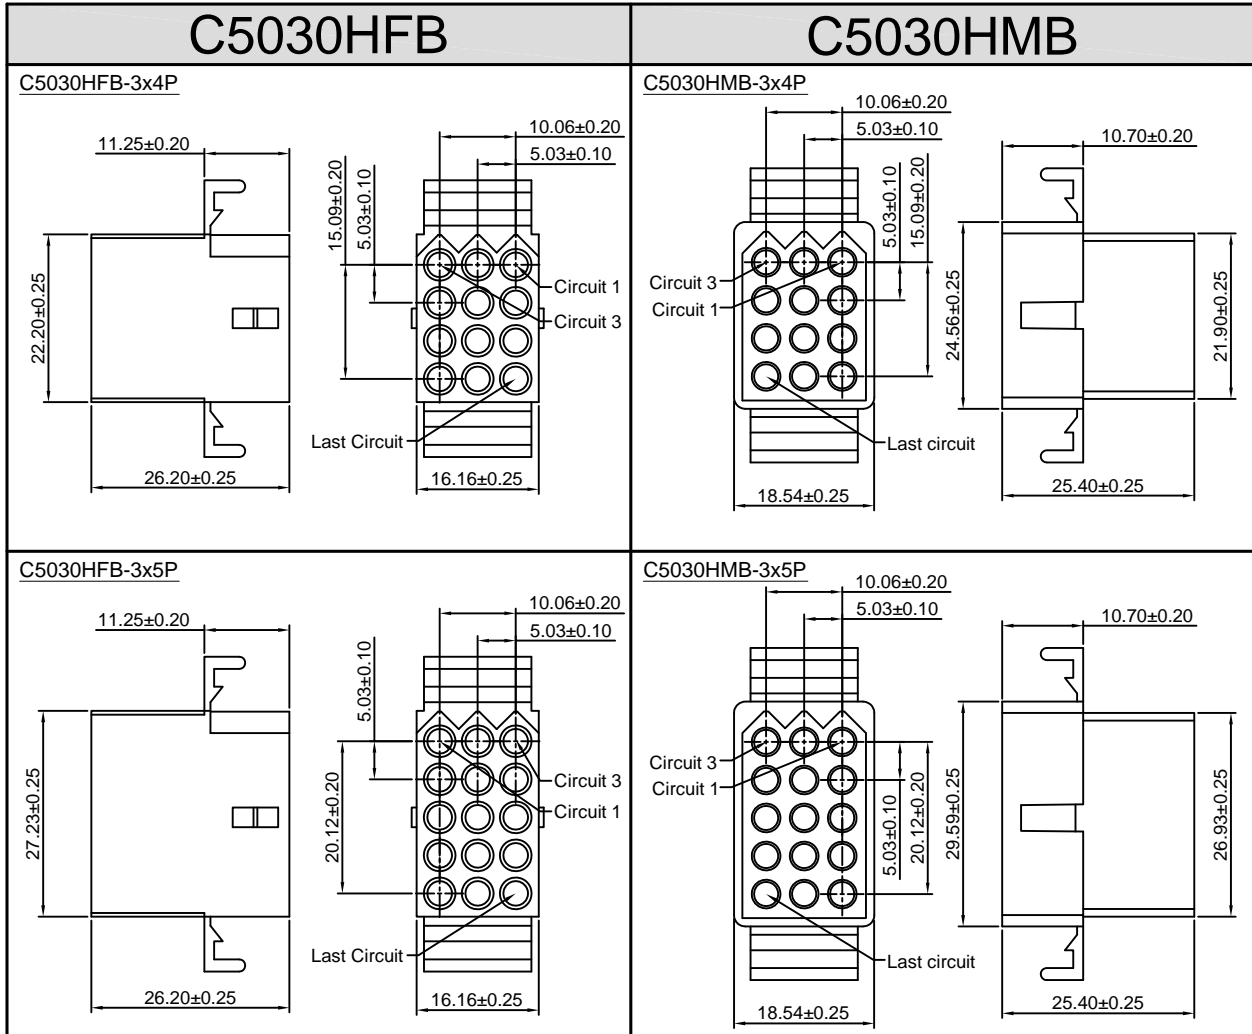 C5030HFB
C5030HMB
C5030HFB-3x4P
11.25±0.20
10.06±0.20
5.03±0.10
15.09±0.20
5.03±0.10
22.20±0.25
Circuit 1
Circuit 3
Last Circuit
26.20±0.25
16.16±0.25
C5030HMB-3x4P
10.06±0.20
5.03±0.10
10.70±0.20
5.03±0.10
15.09±0.20
Circuit 3
Circuit 1
24.56±0.25
21.90±0.25
Last circuit
18.54±0.25
25.40±0.25
C5030HFB-3x5P
11.25±0.20
10.06±0.20
5.03±0.10
5.03±0.10
27.23±0.25
20.12±0.20
Circuit 3
Circuit 1
Last Circuit
26.20±0.25
16.16±0.25
C5030HMB-3x5P
10.06±0.20
5.03±0.10
10.70±0.20
Circuit 3
Circuit 1
5.03±0.10
20.12±0.20
29.59±0.25
26.93±0.25
Last circuit
18.54±0.25
25.40±0.25